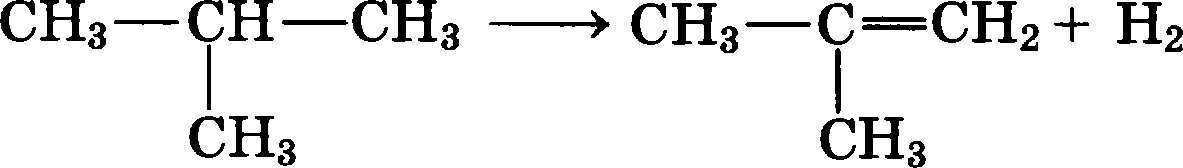 CH₃—CH—CH₃ ⟶ CH₃—C=CH₂ + H₂
CH₃ CH₃